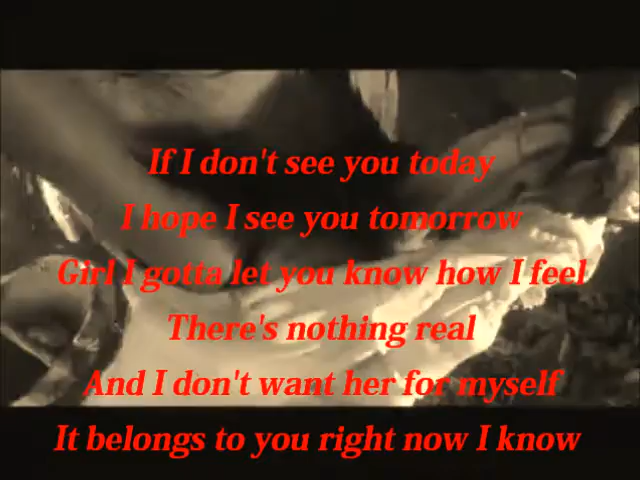 If I don't see you today
I hope I see you tomorrow
Girl I gotta let you know how I feel
There's nothing real
And I don't want her for myself
It belongs to you right now I know